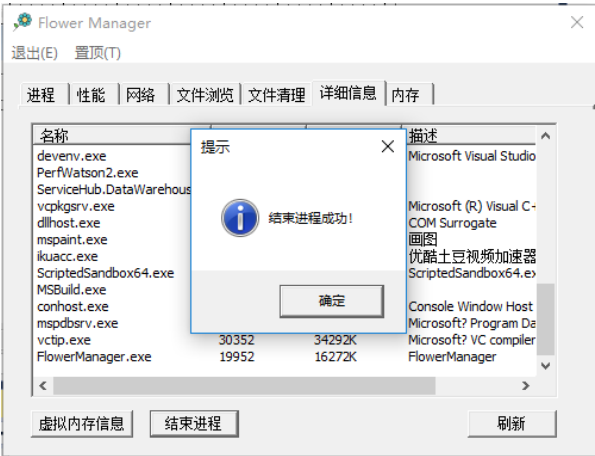 Flower Manager
退出(E) 置顶(T)
进程 性能 网络 文件浏览 文件清理 详细信息 内存
名称 描述
devenv.exe Microsoft Visual Studio
PerfWatson2.exe
ServiceHub.DataWarehous
vcpkgsrv.exe Microsoft (R) Visual C+
dllhost.exe COM Surrogate
mspaint.exe 画图
ikuacc.exe 优酷土豆视频加速器
ScriptedSandbox64.exe ScriptedSandbox64.ex
MSBuild.exe
conhost.exe Console Window Host
mspdbsrv.exe Microsoft? Program Da
vctip.exe 30352 34292K Microsoft? VC compiler
FlowerManager.exe 19952 16272K FlowerManager
提示
结束进程成功!
确定
虚拟内存信息 结束进程 刷新